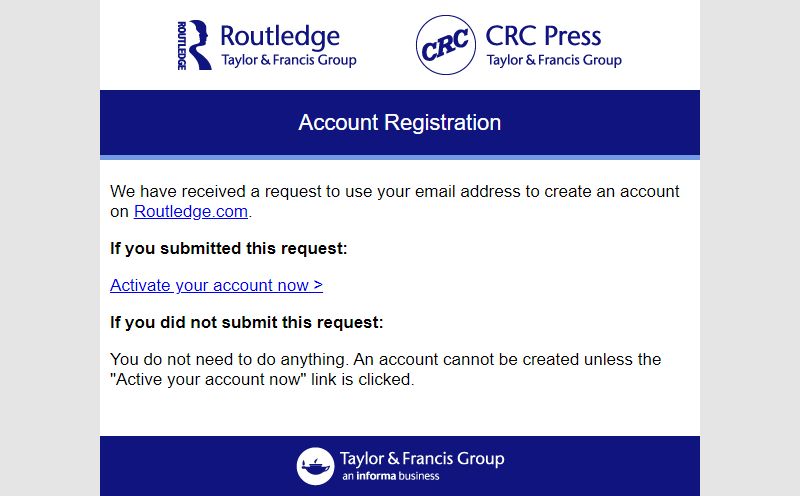 ROUTLEDGE
Routledge
Taylor & Francis Group
CRC
CRC Press
Taylor & Francis Group
Account Registration
We have received a request to use your email address to create an account
on Routledge.com.
If you submitted this request:
Activate your account now >
If you did not submit this request:
You do not need to do anything. An account cannot be created unless the
"Active your account now" link is clicked.
Taylor & Francis Group
an informa business